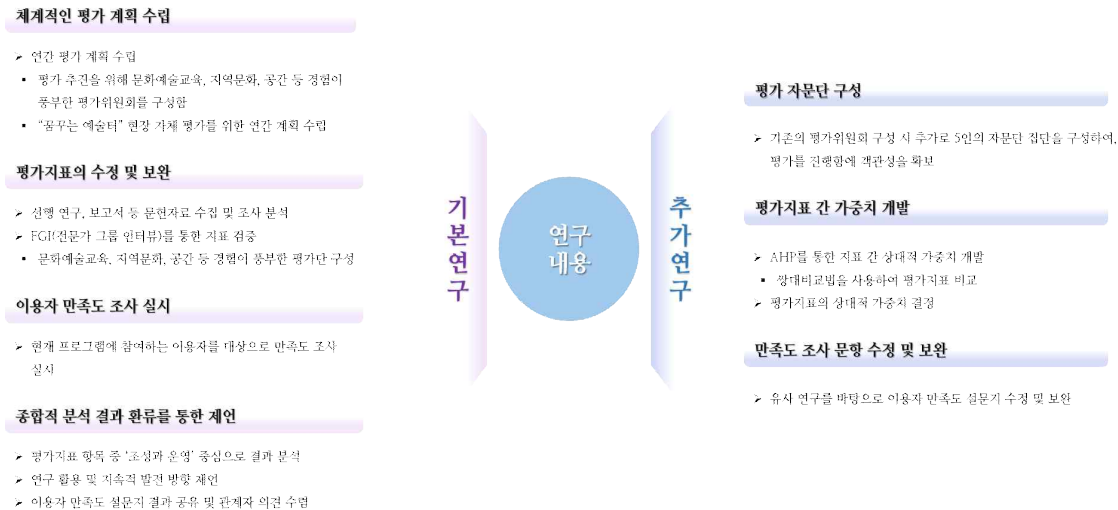 체계적인 평가 계획 수립
➢ 연간 평가 계획 수립
▪ 평가 추진을 위해 문화예술교육, 지역문화, 공간 등 경험이
풍부한 평가위원회를 구성함
▪ “꿈꾸는 예술터” 현장 자체 평가를 위한 연간 계획 수립
평가지표의 수정 및 보완
➢ 선행 연구, 보고서 등 문헌자료 수집 및 조사 분석
➢ FGI(전문가 그룹 인터뷰)를 통한 지표 검증
▪ 문화예술교육, 지역문화, 공간 등 경험이 풍부한 평가단 구성
이용자 만족도 조사 실시
➢ 현재 프로그램에 참여하는 이용자를 대상으로 만족도 조사
실시
종합적 분석 결과 환류를 통한 제언
➢ 평가지표 항목 중 ‘조성과 운영’ 중심으로 결과 분석
➢ 연구 활용 및 지속적 발전 방향 제언
➢ 이용자 만족도 설문지 결과 공유 및 관계자 의견 수렴
기본연구
연구
내용
추가연구
평가 자문단 구성
➢ 기존의 평가위원회 구성 시 추가로 5인의 자문단 집단을 구성하여,
평가를 진행함에 객관성을 확보
평가지표 간 가중치 개발
➢ AHP를 통한 지표 간 상대적 가중치 개발
▪ 쌍대비교법을 사용하여 평가지표 비교
➢ 평가지표의 상대적 가중치 결정
만족도 조사 문항 수정 및 보완
➢ 유사 연구를 바탕으로 이용자 만족도 설문지 수정 및 보완